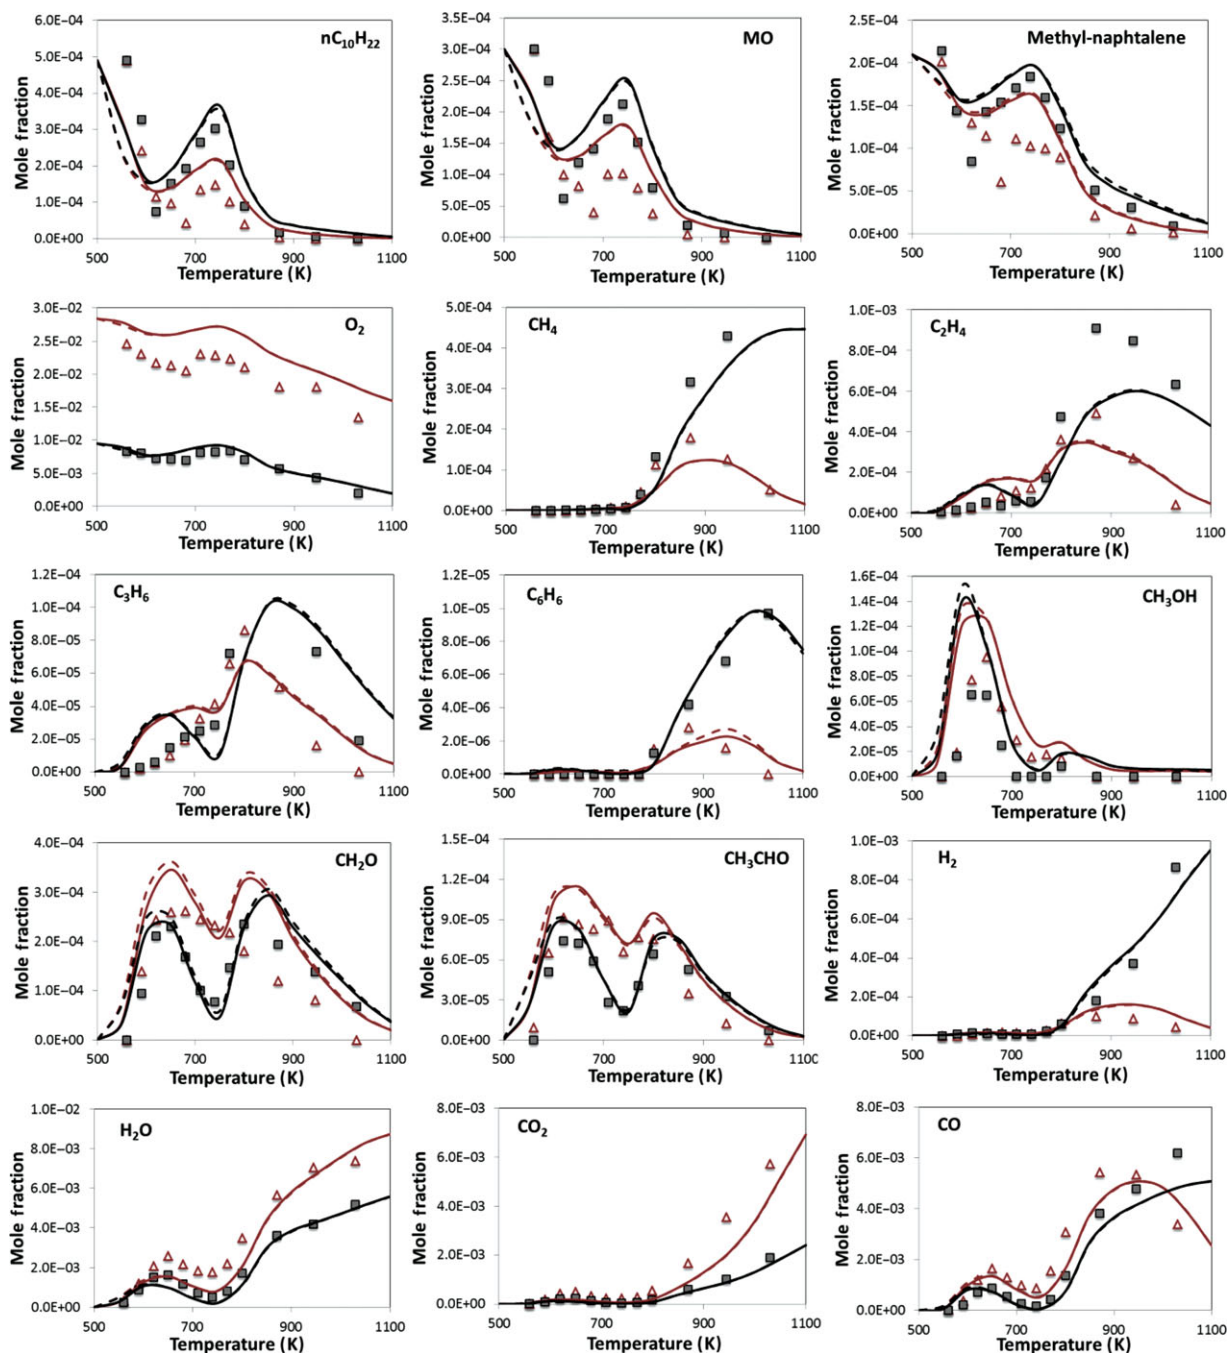 nC10H22
Mole fraction
6.0E−04
5.0E−04
4.0E−04
3.0E−04
2.0E−04
1.0E−04
0.0E+00
500 700 900 1100
Temperature (K)
MO
Mole fraction
3.5E−04
3.0E−04
2.5E−04
2.0E−04
1.5E−04
1.0E−04
5.0E−05
0.0E+00
500 700 900 1100
Temperature (K)
Methyl-naphtalene
Mole fraction
2.5E−04
2.0E−04
1.5E−04
1.0E−04
5.0E−05
0.0E+00
500 700 900 1100
Temperature (K)
O2
Mole fraction
3.0E−02
2.5E−02
2.0E−02
1.5E−02
1.0E−02
5.0E−03
0.0E+00
500 700 900 1100
Temperature (K)
CH4
Mole fraction
5.0E−04
4.0E−04
3.0E−04
2.0E−04
1.0E−04
0.0E+00
500 700 900 1100
Temperature (K)
C2H4
Mole fraction
1.0E−03
8.0E−04
6.0E−04
4.0E−04
2.0E−04
0.0E+00
500 700 900 1100
Temperature (K)
C3H6
Mole fraction
1.2E−04
1.0E−04
8.0E−05
6.0E−05
4.0E−05
2.0E−05
0.0E+00
500 700 900 1100
Temperature (K)
C6H6
Mole fraction
1.2E−05
1.0E−05
8.0E−06
6.0E−06
4.0E−06
2.0E−06
0.0E+00
500 700 900 1100
Temperature (K)
CH3OH
Mole fraction
1.6E−04
1.4E−04
1.2E−04
1.0E−04
8.0E−05
6.0E−05
4.0E−05
2.0E−05
0.0E+00
500 700 900 1100
Temperature (K)
CH2O
Mole fraction
4.0E−04
3.0E−04
2.0E−04
1.0E−04
0.0E+00
500 700 900 1100
Temperature (K)
CH3CHO
Mole fraction
1.5E−04
1.2E−04
9.0E−05
6.0E−05
3.0E−05
0.0E+00
500 700 900 1100
Temperature (K)
H2
Mole fraction
1.0E−03
8.0E−04
6.0E−04
4.0E−04
2.0E−04
0.0E+00
500 700 900 1100
Temperature (K)
H2O
Mole fraction
1.0E−02
8.0E−03
6.0E−03
4.0E−03
2.0E−03
0.0E+00
500 700 900 1100
Temperature (K)
CO2
Mole fraction
8.0E−03
6.0E−03
4.0E−03
2.0E−03
0.0E+00
500 700 900 1100
Temperature (K)
CO
Mole fraction
8.0E−03
6.0E−03
4.0E−03
2.0E−03
0.0E+00
500 700 900 1100
Temperature (K)